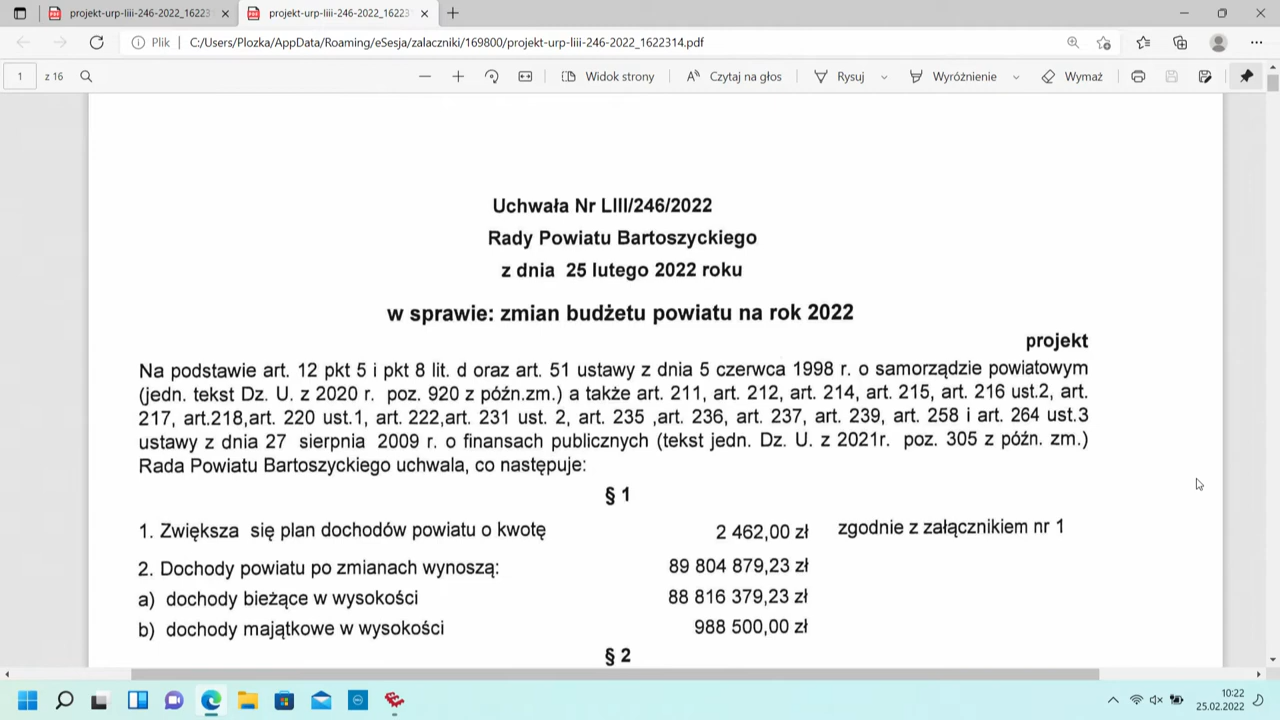 projekt-urp-liii-246-2022_16223
projekt-urp-liii-246-2022_16223
Plik | C:/Users/Plozka/AppData/Roaming/eSesja/zalaczniki/169800/projekt-urp-liii-246-2022_1622314.pdf
1 z 16 Widok strony Czytaj na głos Rysuj Wyróżnienie Wymaż
Uchwała Nr LIII/246/2022
Rady Powiatu Bartoszyckiego
z dnia 25 lutego 2022 roku
w sprawie: zmian budżetu powiatu na rok 2022
projekt
Na podstawie art. 12 pkt 5 i pkt 8 lit. d oraz art. 51 ustawy z dnia 5 czerwca 1998 r. o samorządzie powiatowym
(jedn. tekst Dz. U. z 2020 r. poz. 920 z późn.zm.) a także art. 211, art. 212, art. 214, art. 215, art. 216 ust.2, art.
217, art.218,art. 220 ust.1, art. 222,art. 231 ust. 2, art. 235 ,art. 236, art. 237, art. 239, art. 258 i art. 264 ust.3
ustawy z dnia 27 sierpnia 2009 r. o finansach publicznych (tekst jedn. Dz. U. z 2021r. poz. 305 z późn. zm.)
Rada Powiatu Bartoszyckiego uchwala, co następuje:
§ 1
1. Zwiększa się plan dochodów powiatu o kwotę 2 462,00 zł zgodnie z załącznikiem nr 1
2. Dochody powiatu po zmianach wynoszą: 89 804 879,23 zł
a) dochody bieżące w wysokości 88 816 379,23 zł
b) dochody majątkowe w wysokości 988 500,00 zł
§ 2
10:22
25.02.2022